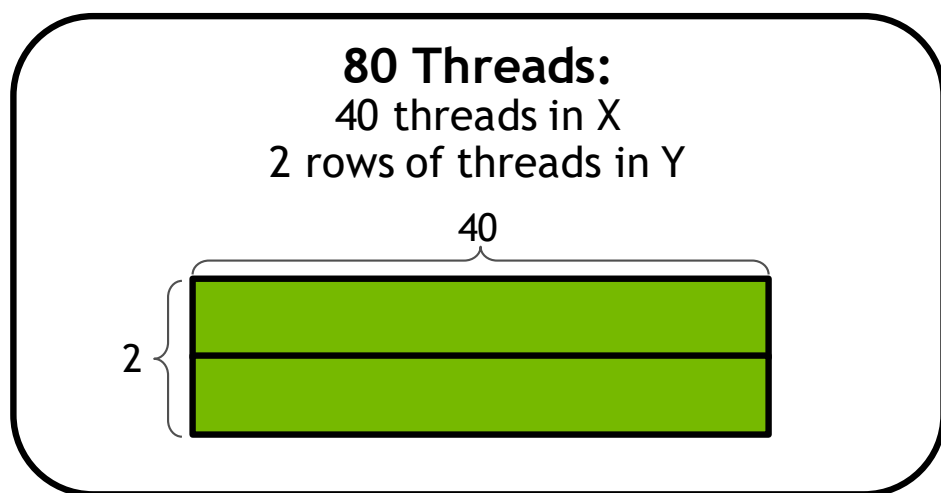 80 Threads:
40 threads in X
2 rows of threads in Y
40
2